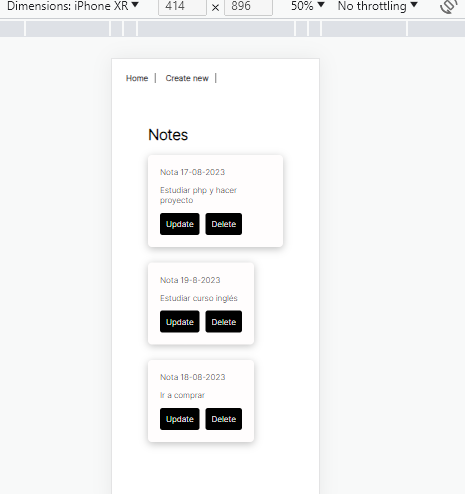 Dimensions: iPhone XR ▼ 414 × 896 50% ▼ No throttling ▼
Home | Create new |
Notes
Nota 17-08-2023
Estudiar php y hacer
proyecto
Update Delete
Nota 19-8-2023
Estudiar curso inglés
Update Delete
Nota 18-08-2023
Ir a comprar
Update Delete